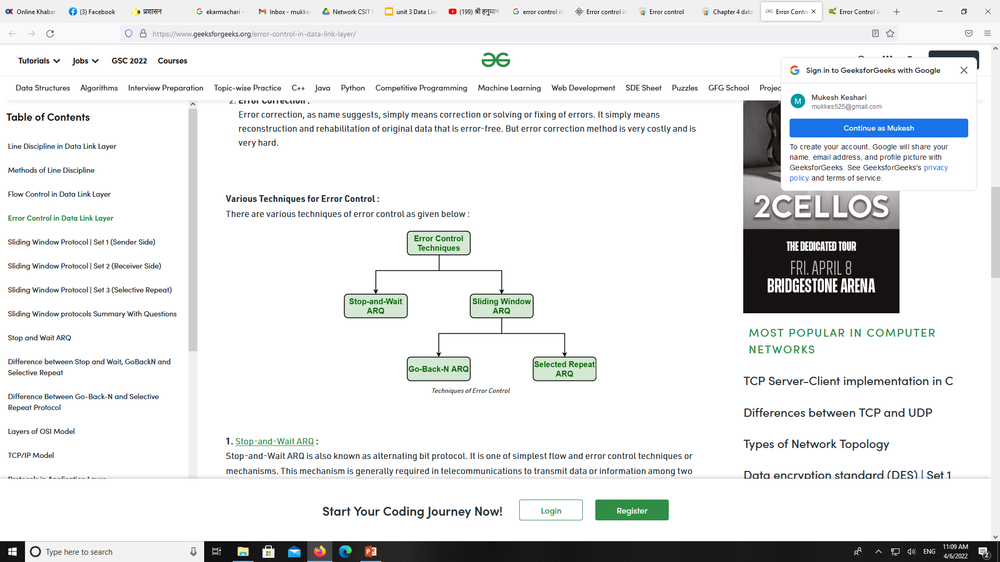 Online Khabar
(3) Facebook
प्रशासन
ekarmachari -
Inbox - mukke
Network CSIT F
unit 3 Data Lin
(199) श्री हनुमान
error control in
Error control in
Error control
Chapter 4 data
Error Contro
Error Control in
https://www.geeksforgeeks.org/error-control-in-data-link-layer/
Tutorials
Jobs
GSC 2022
Courses
Data Structures
Algorithms
Interview Preparation
Topic-wise Practice
C++
Java
Python
Competitive Programming
Machine Learning
Web Development
SDE Sheet
Puzzles
GFG School
Projec
Sign in to GeeksforGeeks with Google
M
Mukesh Keshari
mukkes525@gmail.com
Continue as Mukesh
To create your account, Google will share your
name, email address, and profile picture with
GeeksforGeeks. See GeeksforGeeks's privacy
policy and terms of service.
Table of Contents
Line Discipline in Data Link Layer
Methods of Line Discipline
Flow Control in Data Link Layer
Error Control in Data Link Layer
Sliding Window Protocol | Set 1 (Sender Side)
Sliding Window Protocol | Set 2 (Receiver Side)
Sliding Window Protocol | Set 3 (Selective Repeat)
Sliding Window protocols Summary With Questions
Stop and Wait ARQ
Difference between Stop and Wait, GoBackN and
Selective Repeat
Difference Between Go-Back-N and Selective
Repeat Protocol
Layers of OSI Model
TCP/IP Model
Protocols in Application Layer
2. Error Correction :
Error correction, as name suggests, simply means correction or solving or fixing of errors. It simply means
reconstruction and rehabilitation of original data that is error-free. But error correction method is very costly and is
very hard.
Various Techniques for Error Control :
There are various techniques of error control as given below :
Error Control
Techniques
Stop-and-Wait
ARQ
Sliding Window
ARQ
Go-Back-N ARQ
Selected Repeat
ARQ
Techniques of Error Control
1. Stop-and-Wait ARQ :
Stop-and-Wait ARQ is also known as alternating bit protocol. It is one of simplest flow and error control techniques or
mechanisms. This mechanism is generally required in telecommunications to transmit data or information among two
2CELLOS
THE DEDICATED TOUR
FRI. APRIL 8
BRIDGESTONE ARENA
MOST POPULAR IN COMPUTER
NETWORKS
TCP Server-Client implementation in C
Differences between TCP and UDP
Types of Network Topology
Data encryption standard (DES) | Set 1
Start Your Coding Journey Now!
Login
Register
Type here to search
ENG
11:09 AM
4/6/2022
2